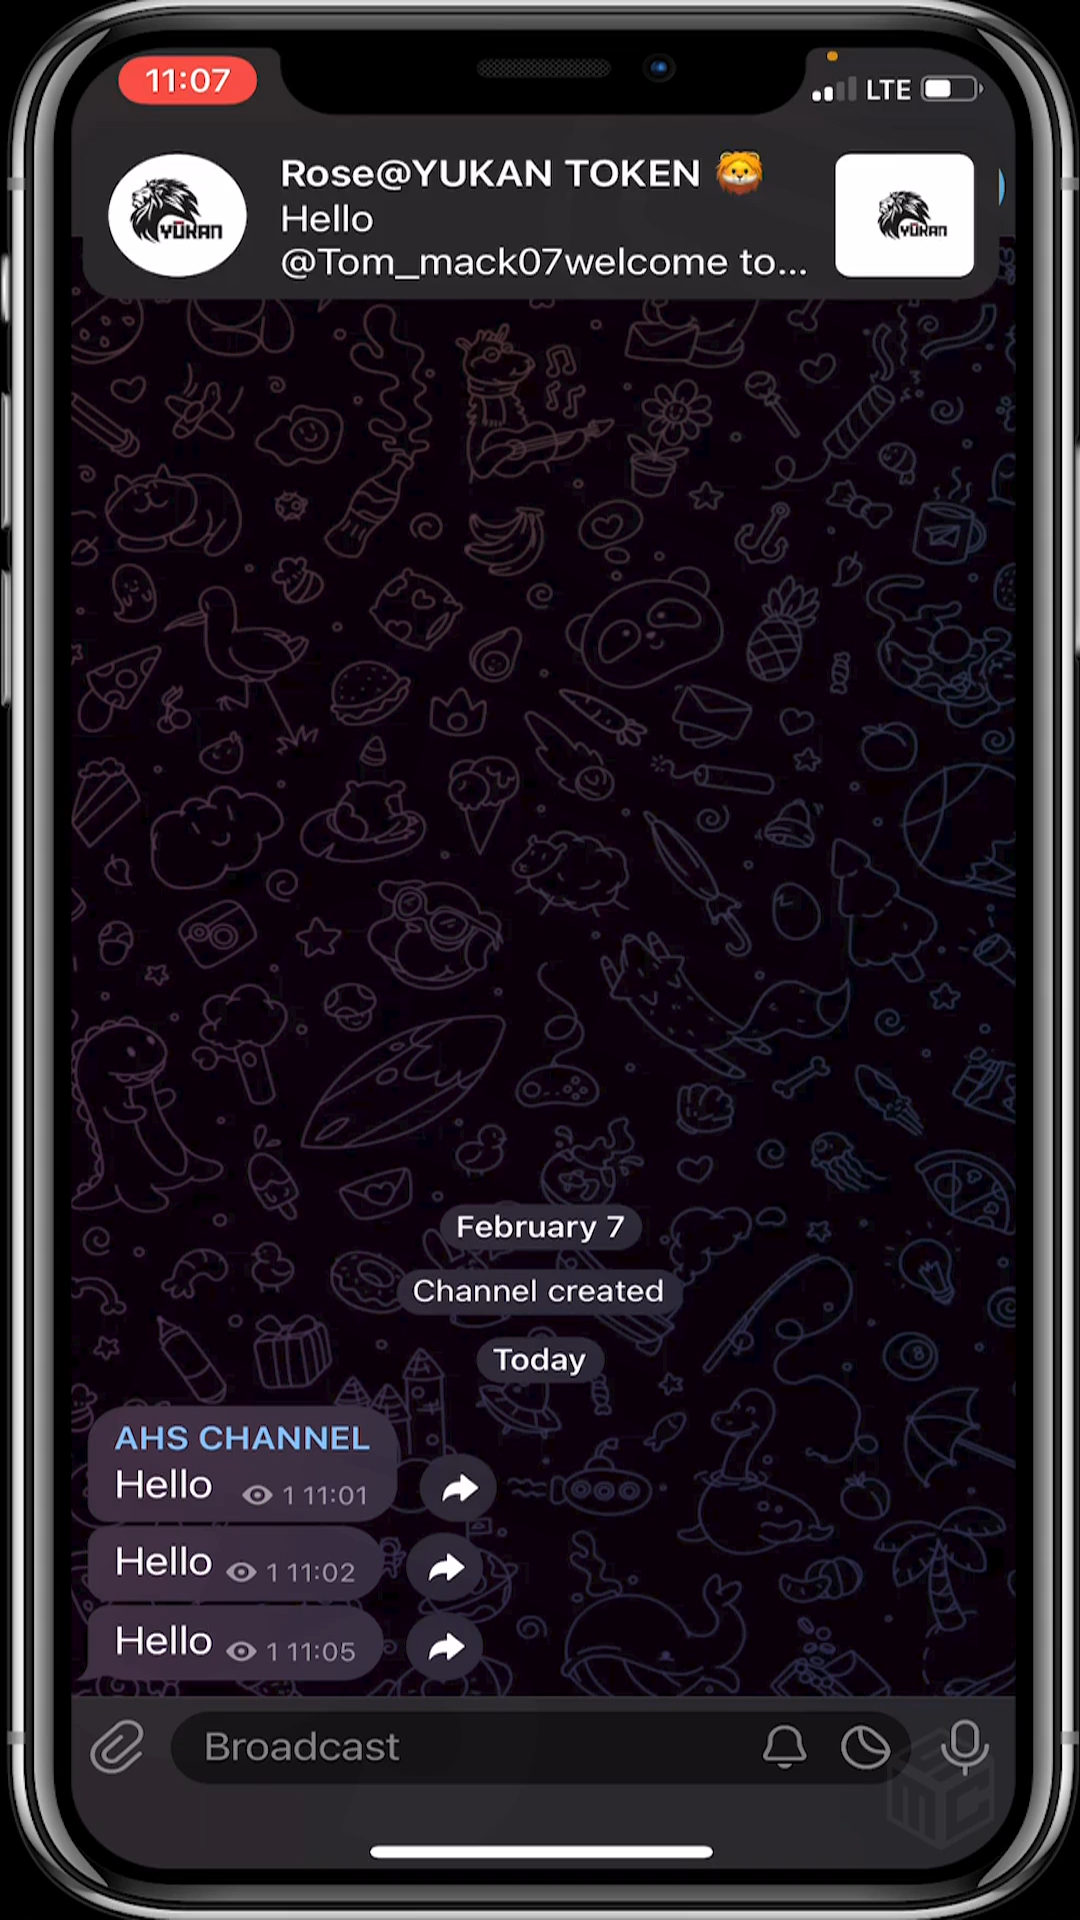 11:07
LTE
Rose@YUKAN TOKEN 🦁
Hello
@Tom_mack07welcome to...
YUKAN
YUKAN
February 7
Channel created
Today
AHS CHANNEL
Hello 1 11:01
Hello 1 11:02
Hello 1 11:05
Broadcast
MC